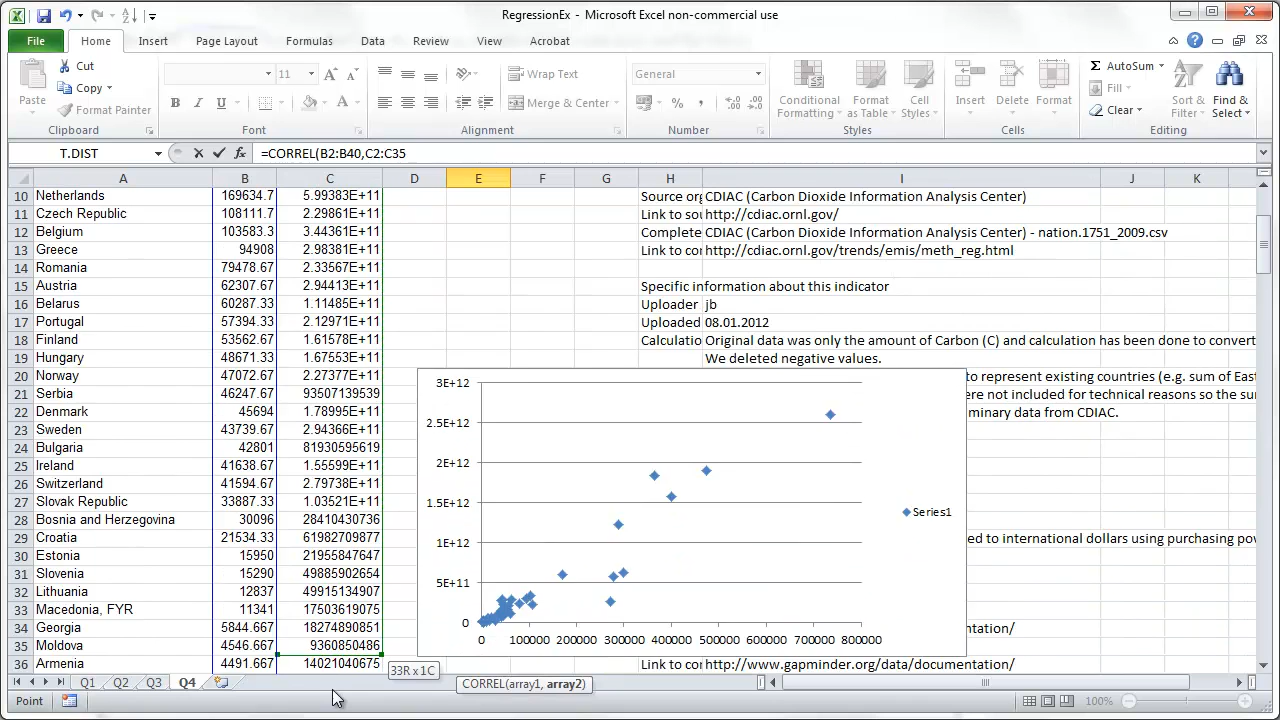 RegressionEx - Microsoft Excel non-commercial use
File Home Insert Page Layout Formulas Data Review View Acrobat
Paste Cut Copy Format Painter Clipboard
11 B I U Font
Wrap Text Merge & Center Alignment
General % , .00 .0 Number
Conditional Formatting Format as Table Cell Styles Styles
Insert Delete Format Cells
Σ AutoSum Fill Clear Sort & Filter Find & Select Editing
T.DIST fx =CORREL(B2:B40,C2:C35
A B C D E F G H I J K
10 Netherlands 169634.7 5.99383E+11 Source org CDIAC (Carbon Dioxide Information Analysis Center)
11 Czech Republic 108111.7 2.29861E+11 Link to sou http://cdiac.ornl.gov/
12 Belgium 103583.3 3.44361E+11 Complete CDIAC (Carbon Dioxide Information Analysis Center) - nation.1751_2009.csv
13 Greece 94908 2.98381E+11 Link to cor http://cdiac.ornl.gov/trends/emis/meth_reg.html
14 Romania 79478.67 2.33567E+11
15 Austria 62307.67 2.94413E+11 Specific information about this indicator
16 Belarus 60287.33 1.11485E+11 Uploader jb
17 Portugal 57394.33 2.12971E+11 Uploaded 08.01.2012
18 Finland 53562.67 1.61578E+11 Calculatio Original data was only the amount of Carbon (C) and calculation has been done to convert
19 Hungary 48671.33 1.67553E+11 We deleted negative values.
20 Norway 47072.67 2.27377E+11 to represent existing countries (e.g. sum of East
21 Serbia 46247.67 93507139539 ere not included for technical reasons so the sum
22 Denmark 45694 1.78995E+11 minary data from CDIAC.
23 Sweden 43739.67 2.94366E+11
24 Bulgaria 42801 81930595619
25 Ireland 41638.67 1.55599E+11
26 Switzerland 41594.67 2.79738E+11
27 Slovak Republic 33887.33 1.03521E+11
28 Bosnia and Herzegovina 30096 28410430736
29 Croatia 21534.33 61982709877 ed to international dollars using purchasing pow
30 Estonia 15950 21955847647
31 Slovenia 15290 49885902654
32 Lithuania 12837 49915134907
33 Macedonia, FYR 11341 17503619075
34 Georgia 5844.667 18274890851 entation/
35 Moldova 4546.667 9360850486
36 Armenia 4491.667 14021040675 Link to cor http://www.gapminder.org/data/documentation/
3E+12
2.5E+12
2E+12
1.5E+12
1E+12
5E+11
0
0 100000 200000 300000 400000 500000 600000 700000 800000
Series1
33R x 1C
CORREL(array1, array2)
Q1 Q2 Q3 Q4
Point 100%